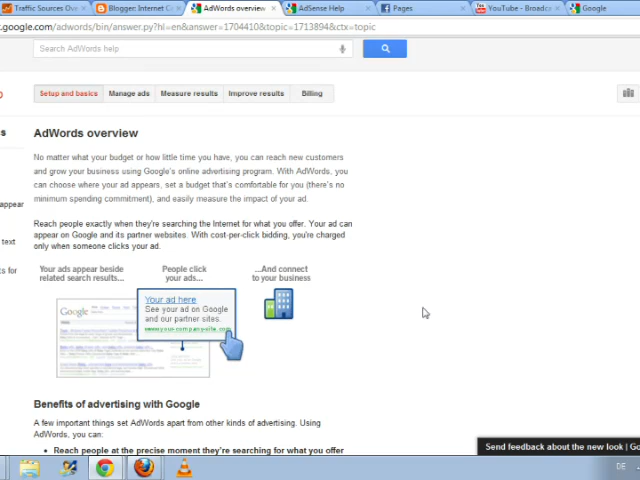 Traffic Sources Ov
Blogger: Internet C
AdWords overview
AdSense Help
Pages
YouTube - Broadc
Google
.google.com/adwords/bin/answer.py?hl=en&answer=1704410&topic=1713894&ctx=topic
Search AdWords help
Setup and basics
Manage ads
Measure results
Improve results
Billing
AdWords overview
No matter what your budget or how little time you have, you can reach new customers
and grow your business using Google's online advertising program. With AdWords, you
can choose where your ad appears, set a budget that's comfortable for you (there's no
minimum spending commitment), and easily measure the impact of your ad.
appear
text
s for
Reach people exactly when they're searching the Internet for what you offer. Your ad can
appear on Google and its partner websites. With cost-per-click bidding, you're charged
only when someone clicks your ad.
Your ads appear beside
related search results...
People click
your ads...
...And connect
to your business
Google
Your ad here
See your ad on Google
and our partner sites.
www.your-company-site.com
Benefits of advertising with Google
A few important things set AdWords apart from other kinds of advertising. Using
AdWords, you can:
• Reach people at the precise moment they're searching for what you offer
Send feedback about the new look | Go
DE